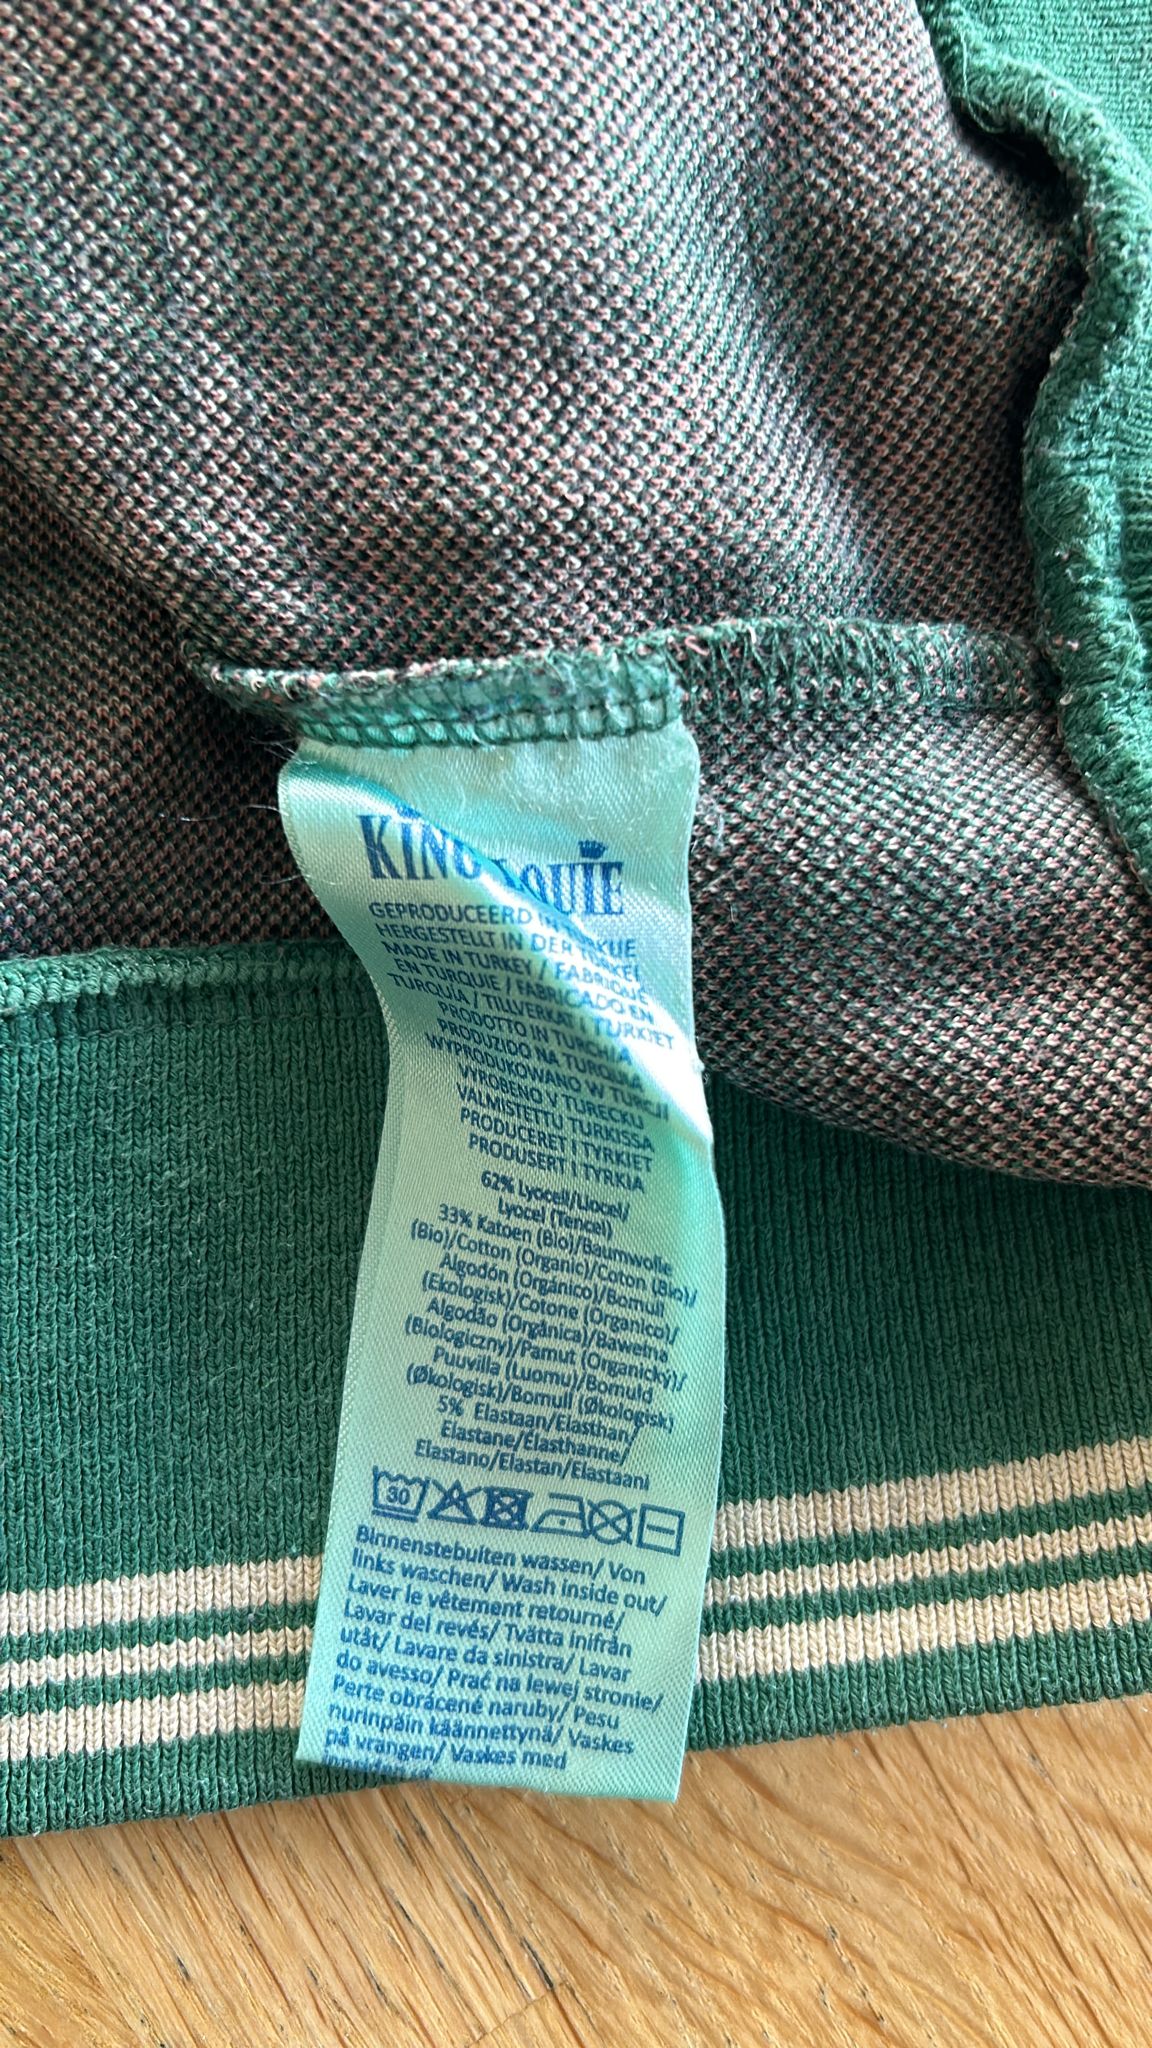 KING LOUIE
GEPRODUCEERD IN TURKIJE
HERGESTELLT IN DER TÜRKEI
MADE IN TURKEY / FABRIQUÉ
EN TURQUIE / FABRICADO EN
TURQUÍA / TILLVERKAT I TURKIET
PRODOTTO IN TURCHIA
PRODUZIDO NA TURQUIA
WYPRODUKOWANO W TURCJI
VYROBENO V TURECKU
VALMISTETTU TURKISSA
PRODUCERET I TYRKIET
PRODUSERT I TYRKIA
62% Lyocell/Liocel/
Lyocel (Tencel)
33% Katoen (Bio)/Baumwolle
(Bio)/Cotton (Organic)/Coton (Bio)/
Algodón (Orgánico)/Bomull
(Ekologisk)/Cotone (Organico)/
Algodão (Orgânica)/Bawełna
(Biologiczny)/Pamut (Organický)/
Puuvilla (Luomu)/Bomuld
(Økologisk)/Bomull (Økologisk)
5% Elastaan/Elasthan/
Elastane/Élasthanne/
Elastano/Elastan/Elastaani
30
Binnenstebuiten wassen/ Von
links waschen/ Wash inside out/
Laver le vêtement retourné/
Lavar del revés/ Tvätta inifrån
utåt/ Lavare da sinistra/ Lavar
do avesso/ Prać na lewej stronie/
Perte obrácené naruby/ Pesu
nurinpäin käännettynä/ Vaskes
på vrangen/ Vaskes med